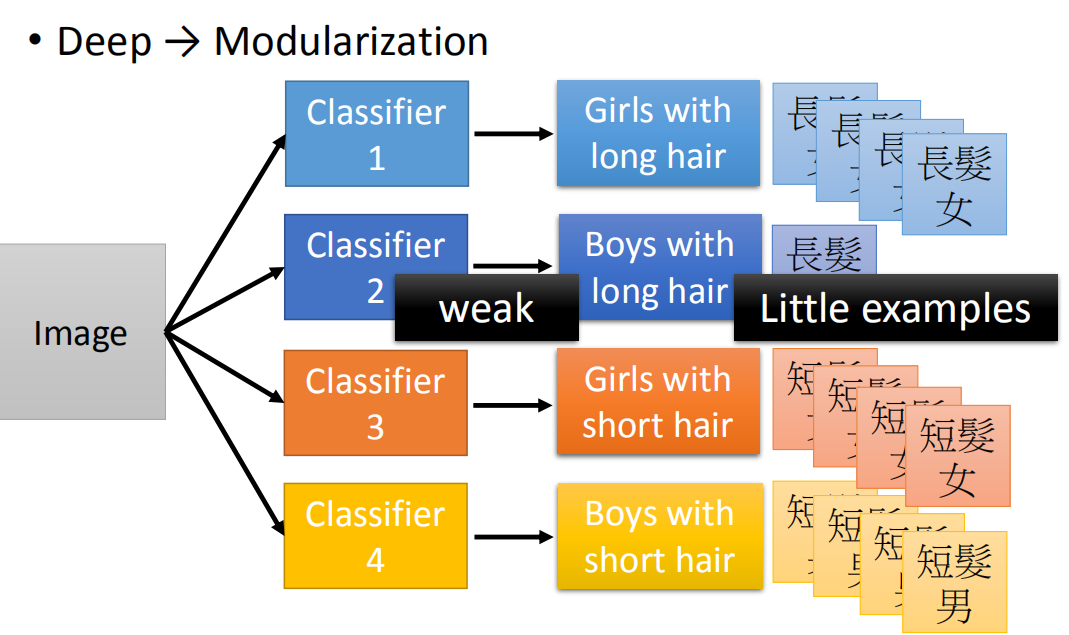 • Deep → Modularization
Image
Classifier
1
Girls with
long hair
長髮
長髮
長髮
長髮
女
Classifier
2
weak
Boys with
long hair
長髮
Little examples
Classifier
3
Girls with
short hair
短
短髮
短髮
女
短髮
女
Classifier
4
Boys with
short hair
短
短髮
短髮
短髮
男